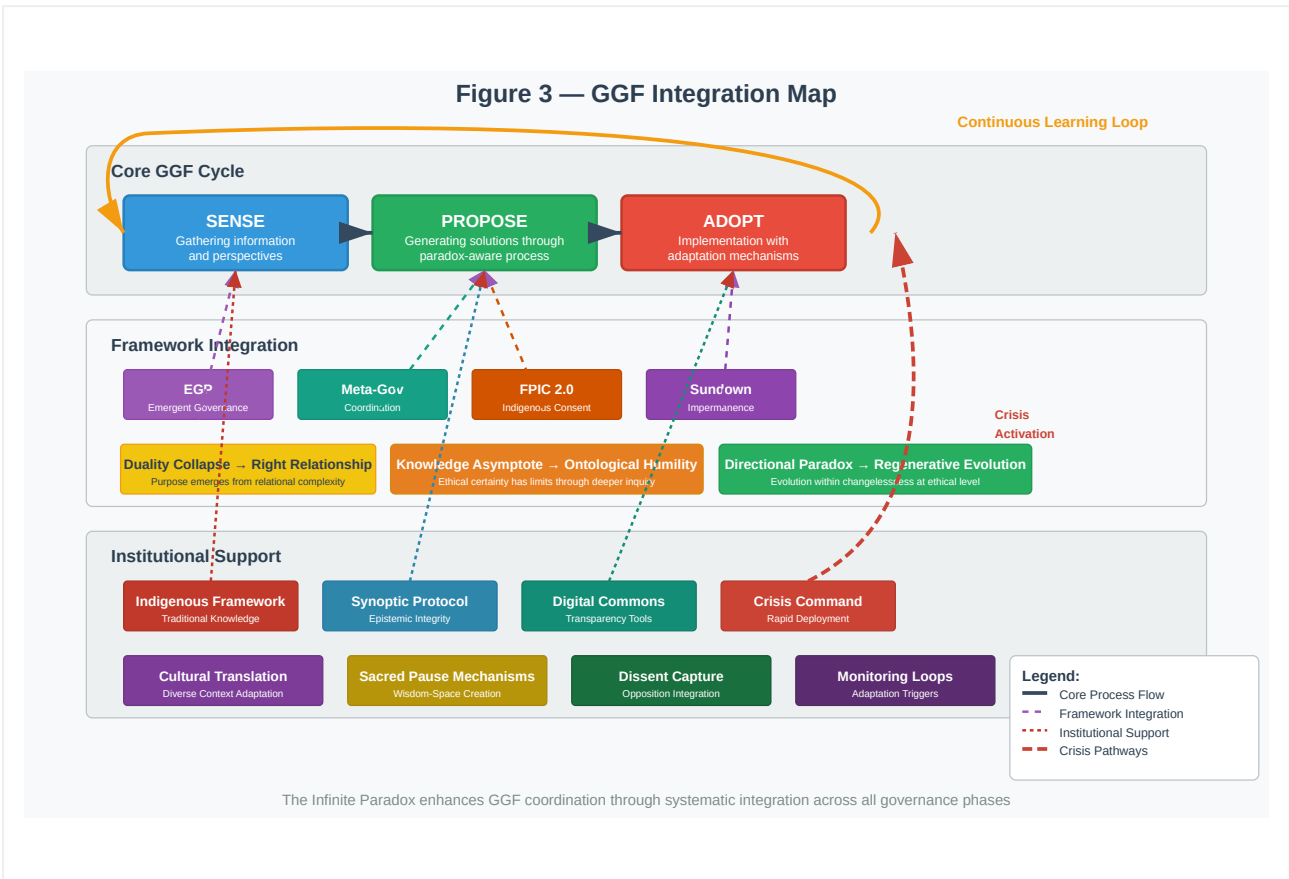 Figure 3 — GGF Integration Map
Continuous Learning Loop
Core GGF Cycle
SENSE
Gathering information
and perspectives
PROPOSE
Generating solutions through
paradox-aware process
ADOPT
Implementation with
adaptation mechanisms
Framework Integration
EGP
Emergent Governance
Meta-Gov
Coordination
FPIC 2.0
Indigenous Consent
Sundown
Impermanence
Crisis
Activation
Duality Collapse → Right Relationship
Purpose emerges from relational complexity
Knowledge Asymptote → Ontological Humility
Ethical certainty has limits through deeper inquiry
Directional Paradox → Regenerative Evolution
Evolution within changelessness at ethical level
Institutional Support
Indigenous Framework
Traditional Knowledge
Synoptic Protocol
Epistemic Integrity
Digital Commons
Transparency Tools
Crisis Command
Rapid Deployment
Cultural Translation
Diverse Context Adaptation
Sacred Pause Mechanisms
Wisdom-Space Creation
Dissent Capture
Opposition Integration
Monitoring Loops
Adaptation Triggers
Legend:
Core Process Flow
Framework Integration
Institutional Support
Crisis Pathways
The Infinite Paradox enhances GGF coordination through systematic integration across all governance phases